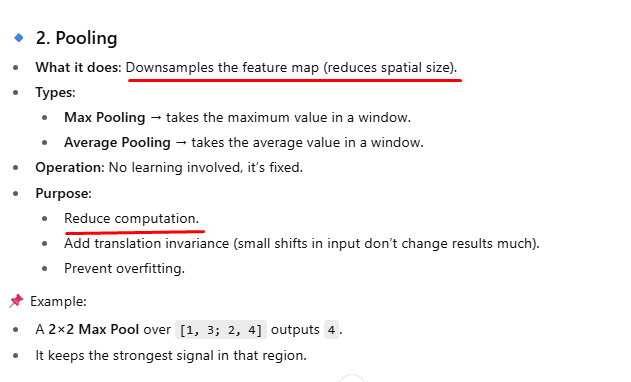 2. Pooling
What it does: Downsamples the feature map (reduces spatial size).
Types:
Max Pooling → takes the maximum value in a window.
Average Pooling → takes the average value in a window.
Operation: No learning involved, it's fixed.
Purpose:
Reduce computation.
Add translation invariance (small shifts in input don't change results much).
Prevent overfitting.
Example:
A 2×2 Max Pool over [1, 3; 2, 4] outputs 4.
It keeps the strongest signal in that region.